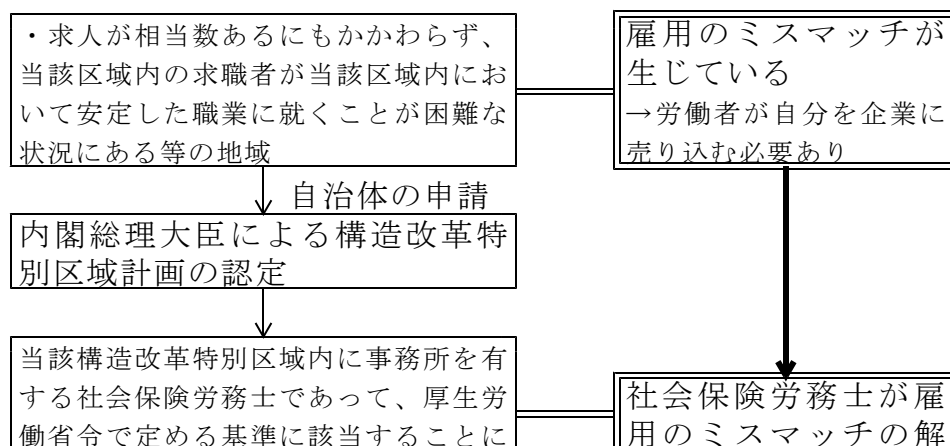 ・求人が相当数あるにもかかわらず、
当該区域内の求職者が当該区域内にお
いて安定した職業に就くことが困難な
状況にある等の地域
雇用のミスマッチが
生じている
→労働者が自分を企業に
売り込む必要あり
自治体の申請
内閣総理大臣による構造改革特
別区域計画の認定
当該構造改革特別区域内に事務所を有
する社会保険労務士であって、厚生労
働省令で定める基準に該当することに
社会保険労務士が雇
用のミスマッチの解